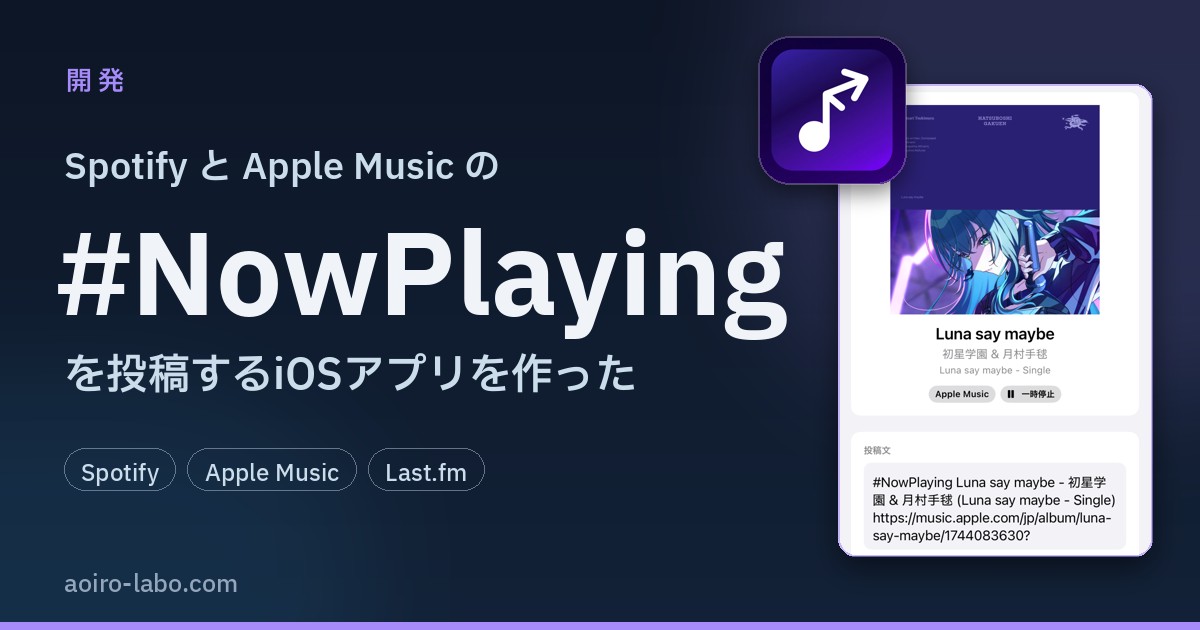 開発
Spotify と Apple Music の
#NowPlaying
を投稿するiOSアプリを作った
Spotify
Apple Music
Last.fm
aoiro-labo.com
HATSUBOSHI
GAKUEN
Luna say maybe
初星学園 & 月村手毬
Luna say maybe - Single
Apple Music
一時停止
投稿文
#NowPlaying Luna say maybe - 初星学
園 & 月村手毬 (Luna say maybe - Single)
https://music.apple.com/jp/album/luna-
say-maybe/1744083630?